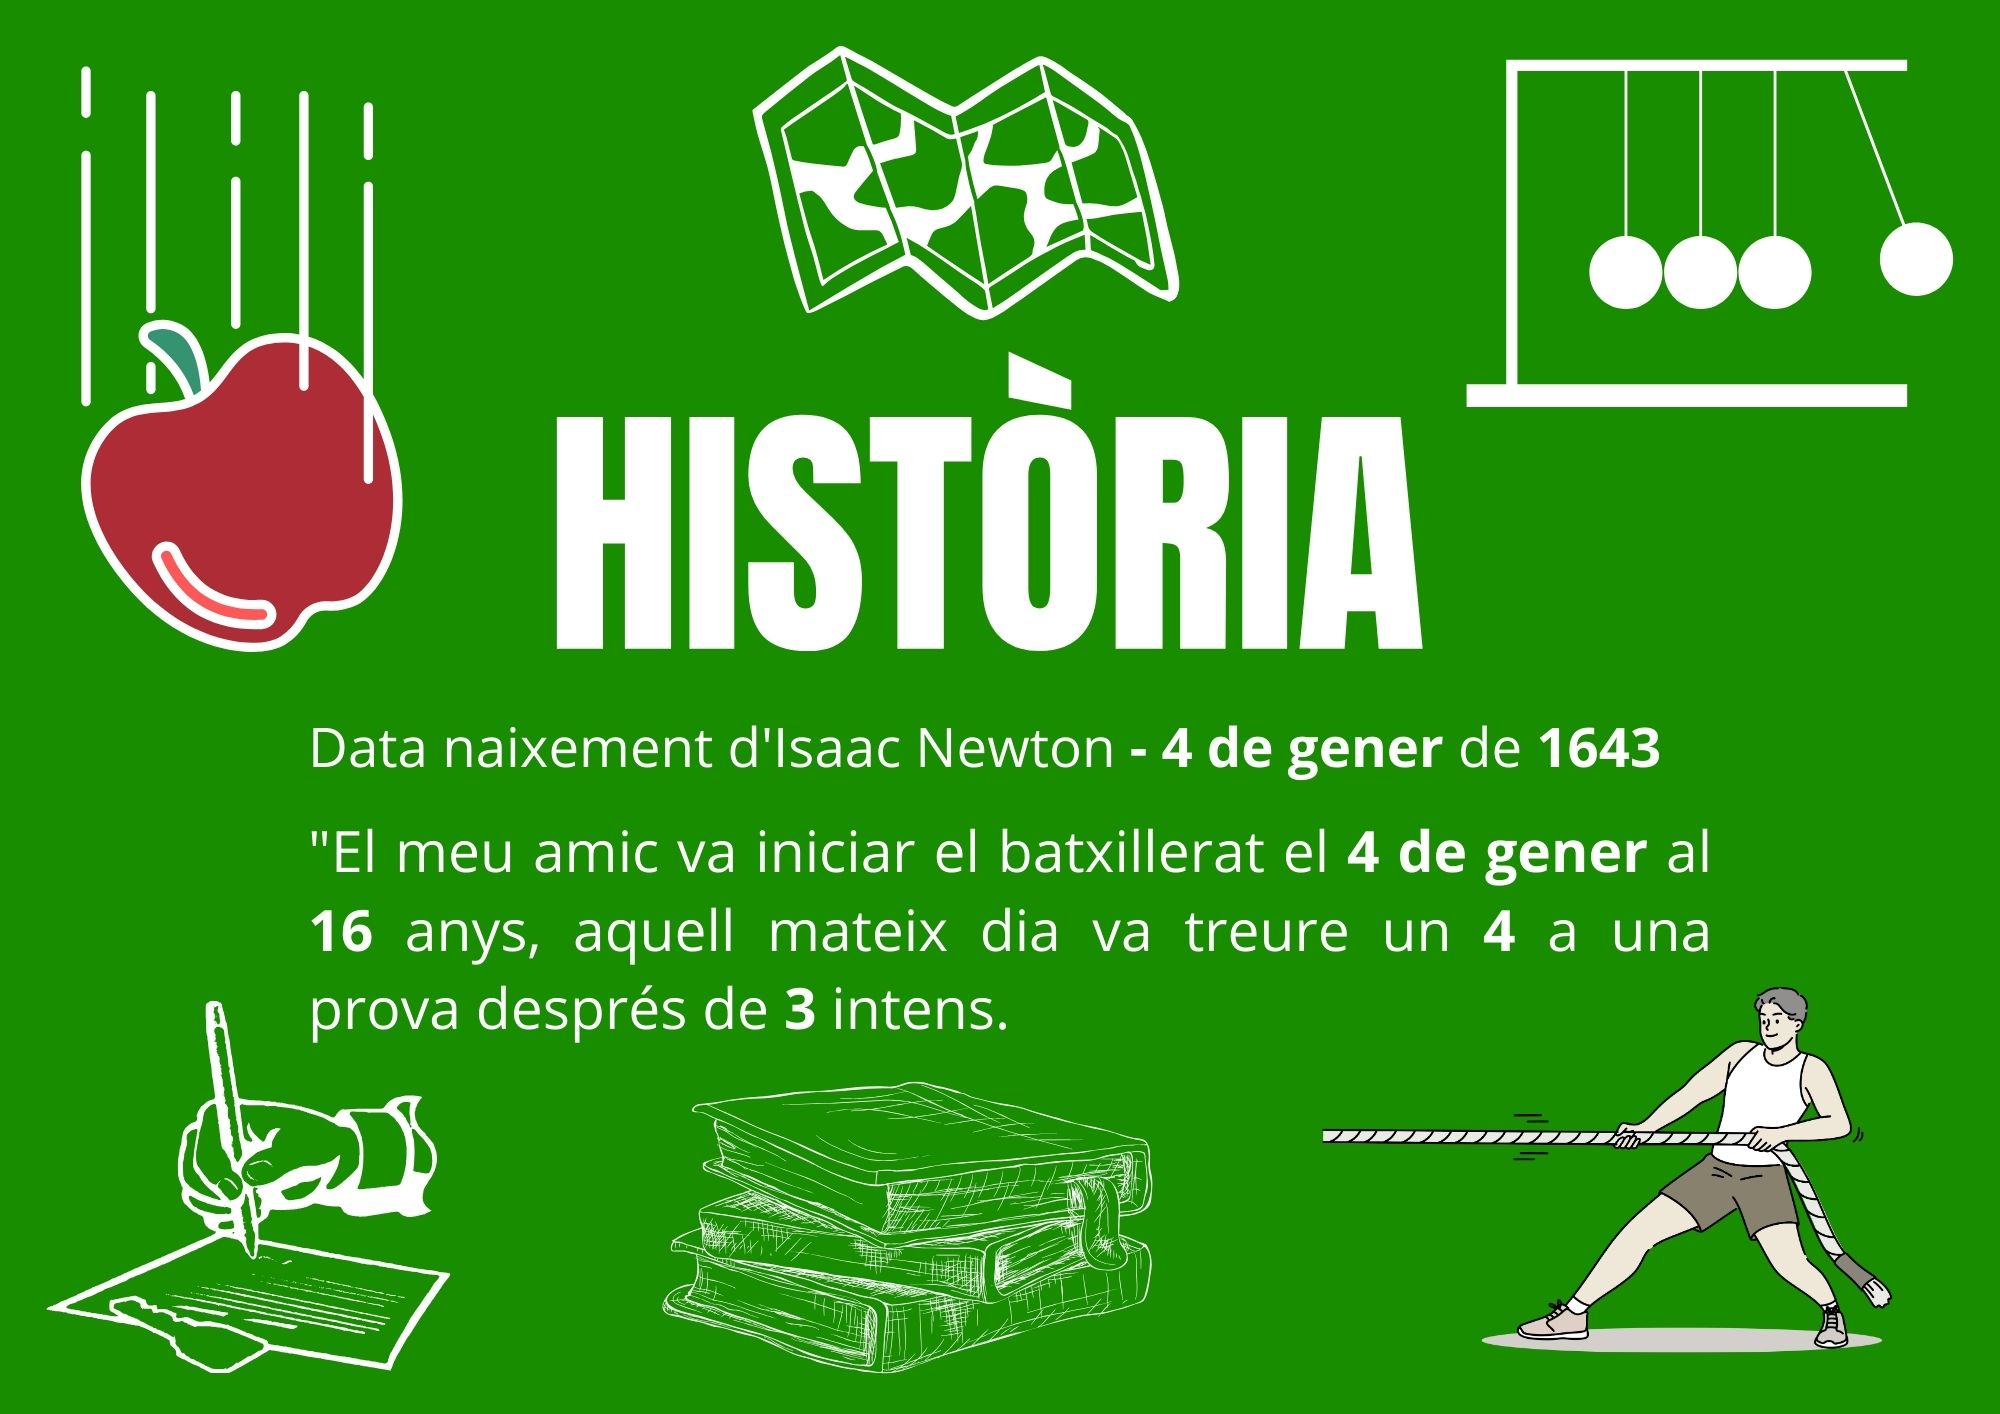 HISTÒRIA
Data naixement d'Isaac Newton - 4 de gener de 1643
"El meu amic va iniciar el batxillerat el 4 de gener al
16 anys, aquell mateix dia va treure un 4 a una
prova després de 3 intens.